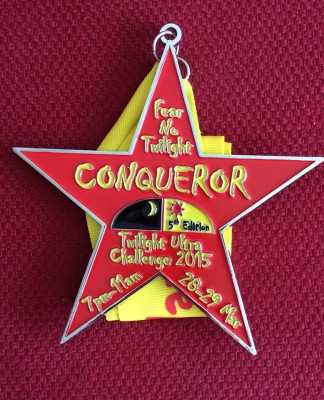 Fear
No
Twilight
CONQUEROR
5th Edition
Twilight Ultra
Challenge 2015
7pm-11am
28-29 Mar